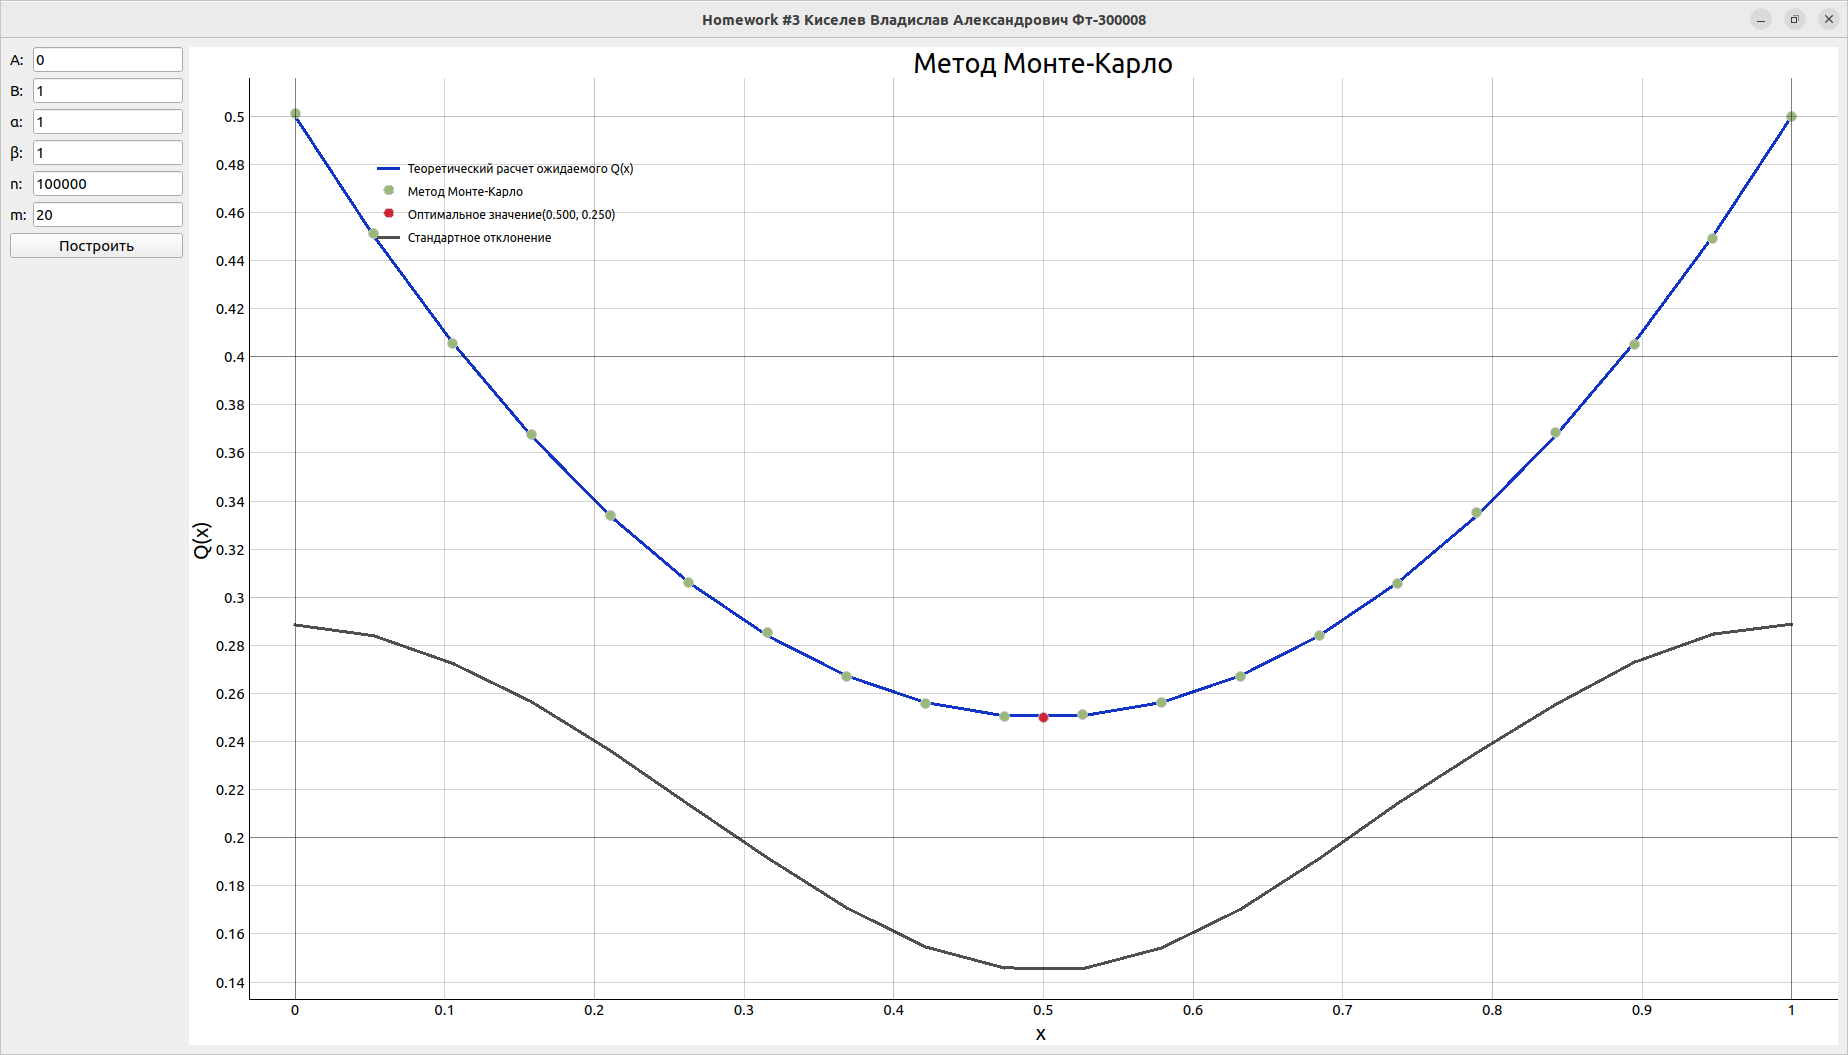 Homework #3 Киселев Владислав Александрович Фт-300008
A: 0
B: 1
α: 1
β: 1
n: 100000
m: 20
Построить
Метод Монте-Карло
Теоретический расчет ожидаемого Q(x)
Метод Монте-Карло
Оптимальное значение(0.500, 0.250)
Стандартное отклонение
Q(x)
0.5
0.48
0.46
0.44
0.42
0.4
0.38
0.36
0.34
0.32
0.3
0.28
0.26
0.24
0.22
0.2
0.18
0.16
0.14
0 0.1 0.2 0.3 0.4 0.5 0.6 0.7 0.8 0.9 1
x